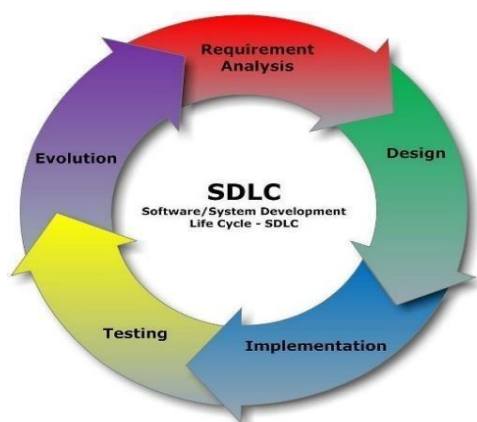 Requirement
Analysis
Design
Evolution
SDLC
Software/System Development
Life Cycle - SDLC
Testing
Implementation